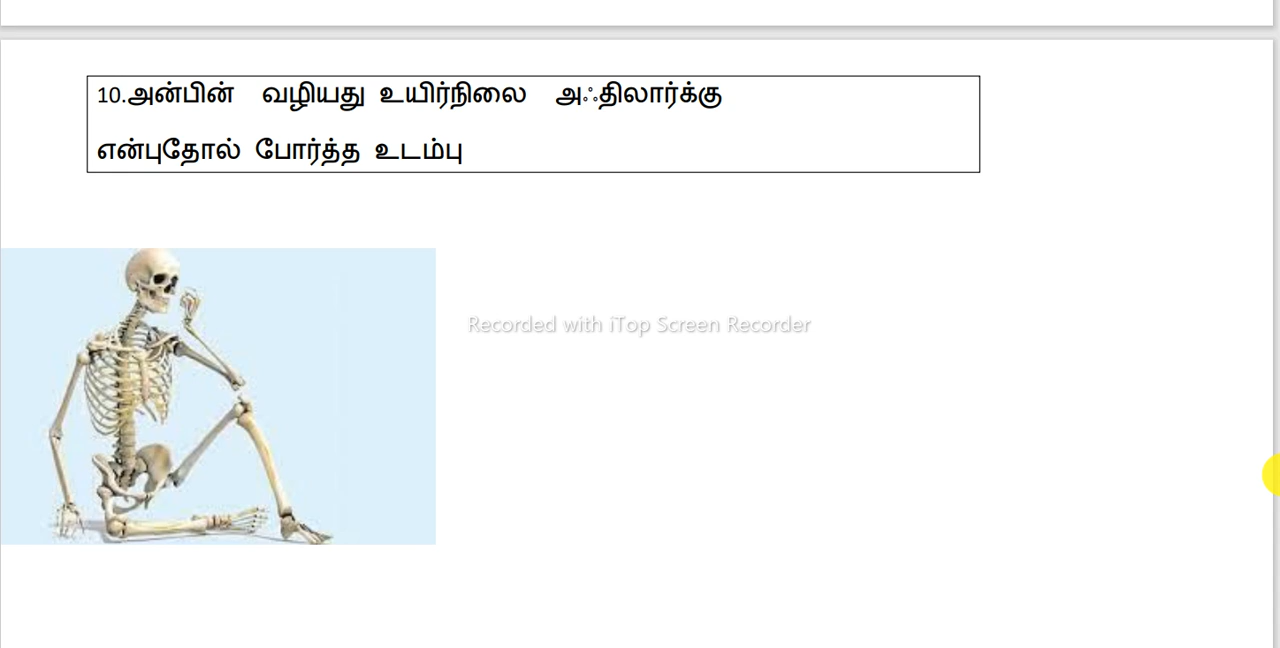 10.அன்பின் வழியது உயிர்நிலை அஃதிலார்க்கு
என்புதோல் போர்த்த உடம்பு
Recorded with iTop Screen Recorder